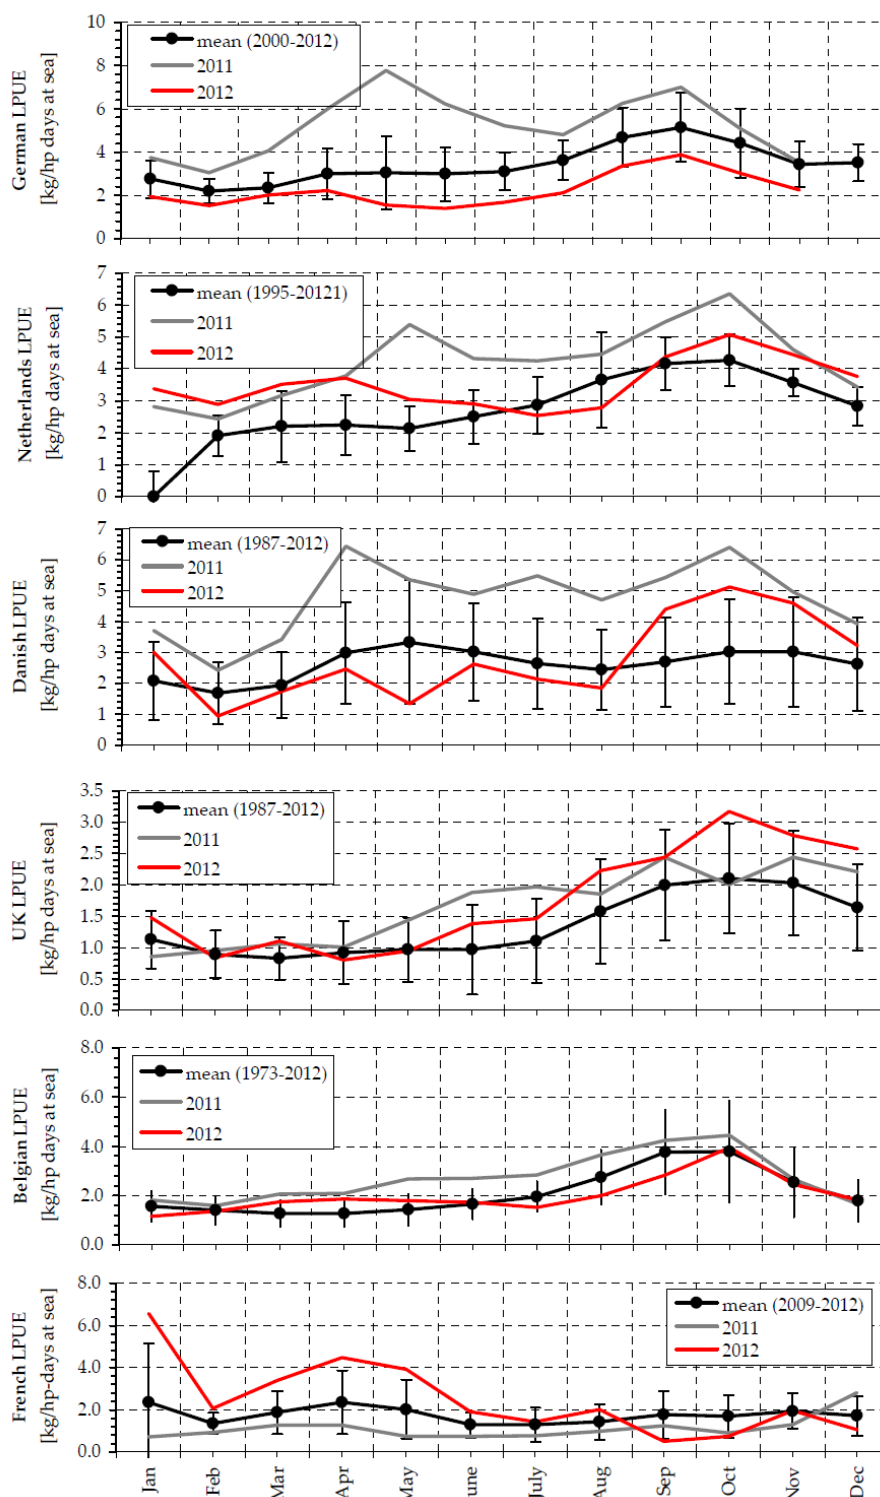 German LPUE
[kg/hp days at sea]
10
8
6
4
2
0
mean (2000-2012)
2011
2012
Netherlands LPUE
[kg/hp days at sea]
7
6
5
4
3
2
1
0
mean (1995-20121)
2011
2012
Danish LPUE
[kg/hp days at sea]
7
6
5
4
3
2
1
0
mean (1987-2012)
2011
2012
UK LPUE
[kg/hp days at sea]
3.5
3.0
2.5
2.0
1.5
1.0
0.5
0.0
mean (1987-2012)
2011
2012
Belgian LPUE
[kg/hp days at sea]
8.0
6.0
4.0
2.0
0.0
mean (1973-2012)
2011
2012
French LPUE
[kg/hp-days at sea]
8.0
6.0
4.0
2.0
0.0
mean (2009-2012)
2011
2012
Jan
Feb
Mar
Apr
May
June
July
Aug
Sep
Oct
Nov
Dec